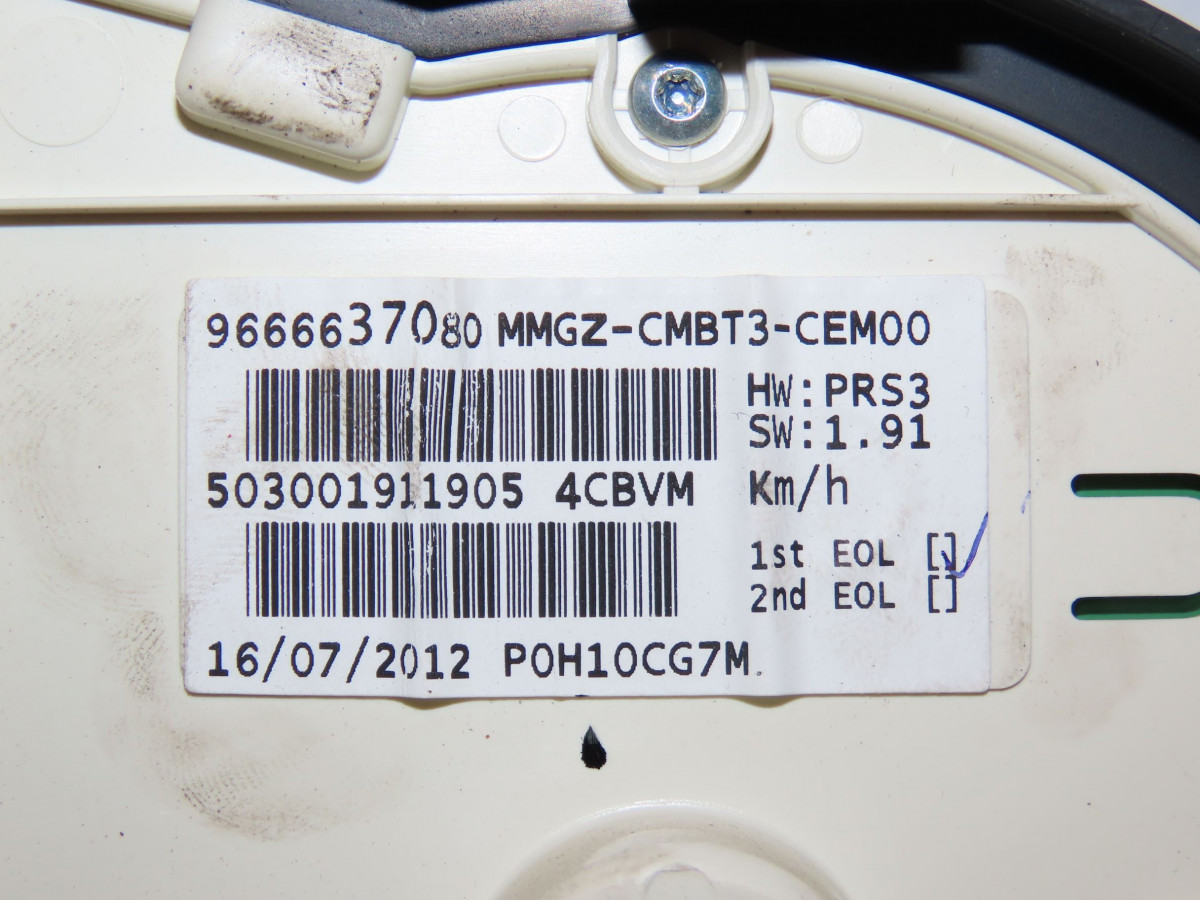 9666637080 MMGZ-CMBT3-CEM00
HW:PRS3
SW:1.91
503001911905 4CBVM Km/h
1st EOL []
2nd EOL []
16/07/2012 P0H10CG7M.